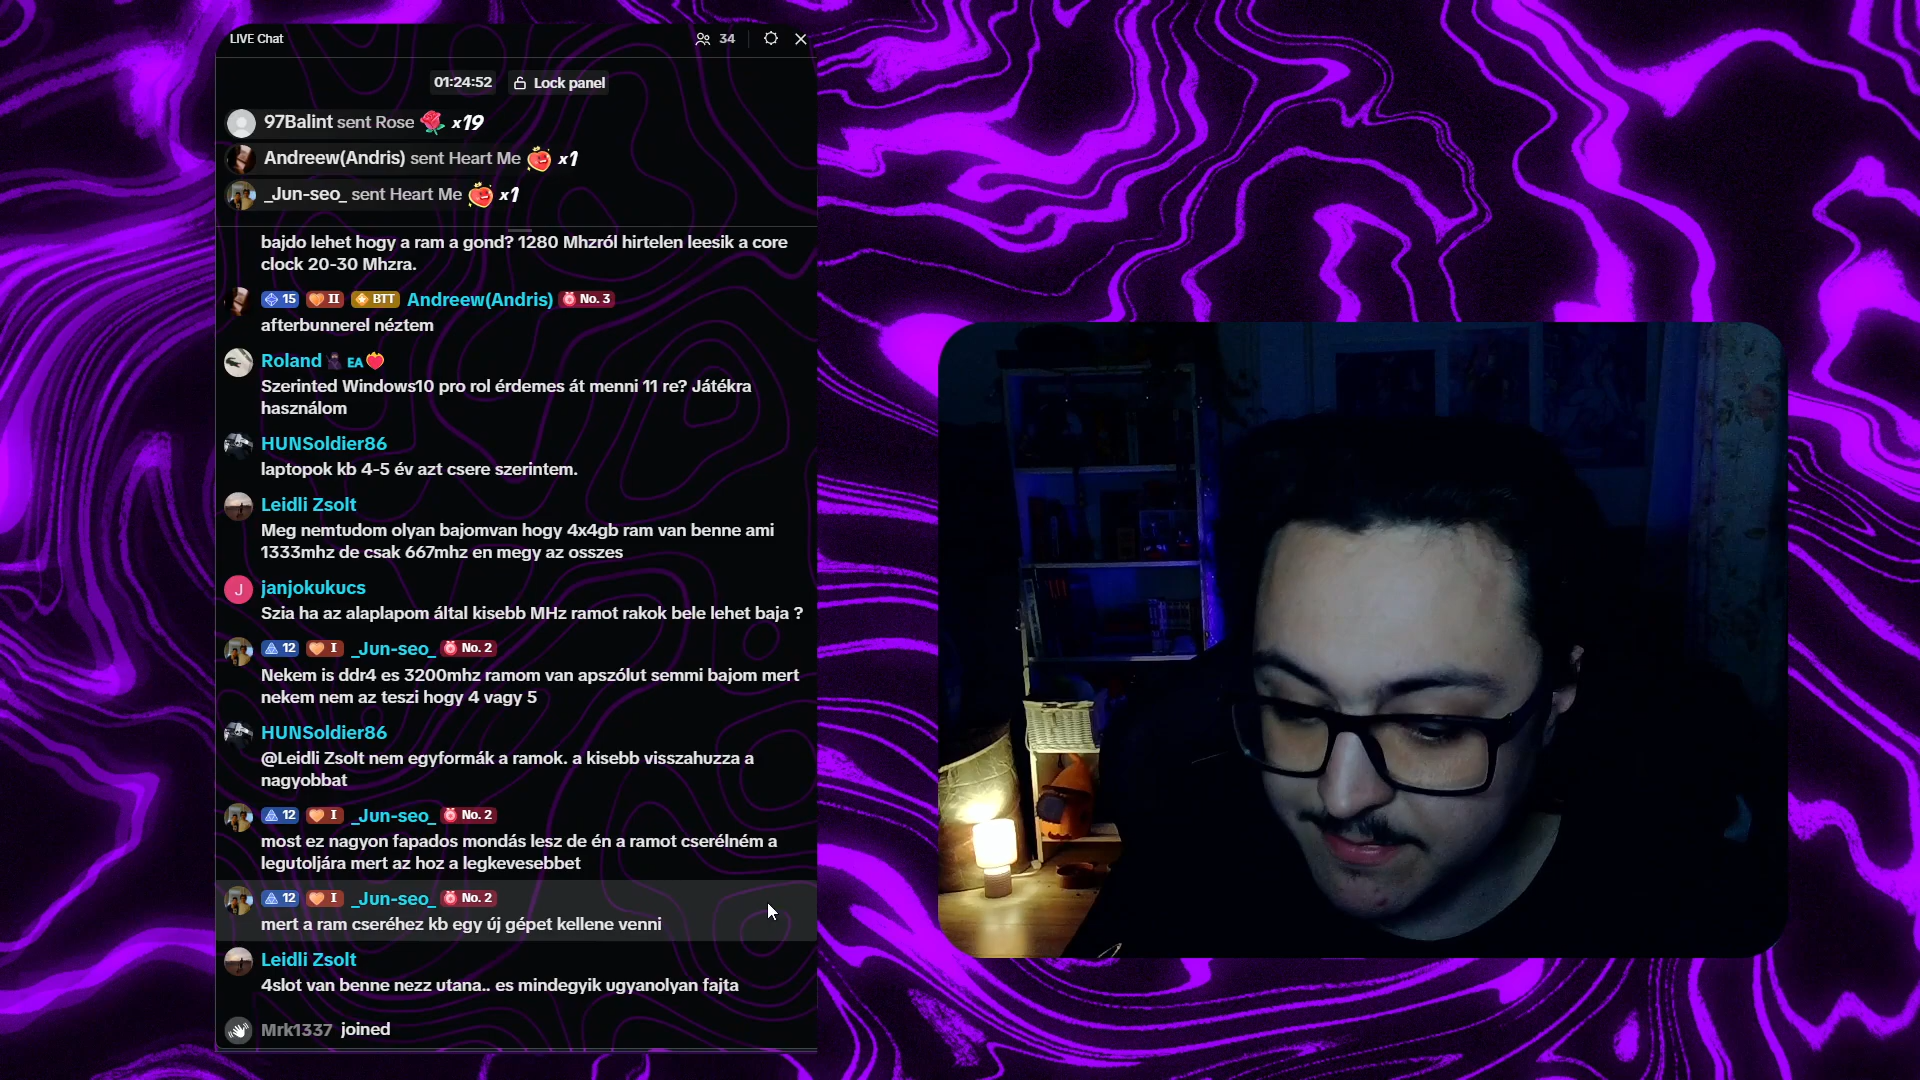 LIVE Chat
34
01:24:52
Lock panel
97Balint sent Rose x19
Andreew(Andris) sent Heart Me x1
_Jun-seo_ sent Heart Me x1
bajdo lehet hogy a ram a gond? 1280 Mhzról hirtelen leesik a core
clock 20-30 Mhzra.
15 II BTT Andreew(Andris) No. 3
afterbunnerel néztem
Roland EA
Szerinted Windows10 pro rol érdemes át menni 11 re? Játékra
használom
HUNSoldier86
laptopok kb 4-5 év azt csere szerintem.
Leidli Zsolt
Meg nemtudom olyan bajomvan hogy 4x4gb ram van benne ami
1333mhz de csak 667mhz en megy az osszes
J janjokukucs
Szia ha az alaplapom által kisebb MHz ramot rakok bele lehet baja ?
12 I _Jun-seo_ No. 2
Nekem is ddr4 es 3200mhz ramom van apszólut semmi bajom mert
nekem nem az teszi hogy 4 vagy 5
HUNSoldier86
@Leidli Zsolt nem egyformák a ramok. a kisebb visszahuzza a
nagyobbat
12 I _Jun-seo_ No. 2
most ez nagyon fapados mondás lesz de én a ramot cserélném a
legutoljára mert az hoz a legkevesebbet
12 I _Jun-seo_ No. 2
mert a ram cseréhez kb egy új gépet kellene venni
Leidli Zsolt
4slot van benne nezz utana.. es mindegyik ugyanolyan fajta
Mrk1337 joined